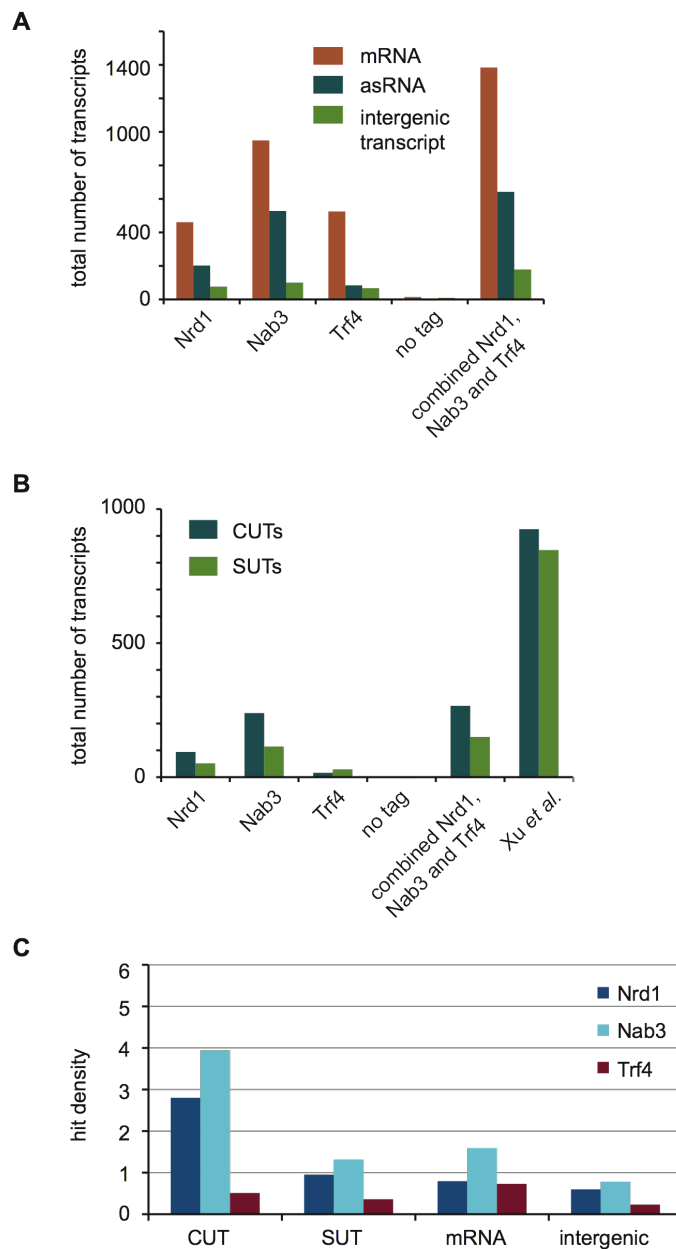 A
total number of transcripts
1400
1000
400
0
mRNA
asRNA
intergenic
transcript
Nrd1
Nab3
Trf4
no tag
combined Nrd1,
Nab3 and Trf4
B
total number of transcripts
1000
500
0
CUTs
SUTs
Nrd1
Nab3
Trf4
no tag
combined Nrd1,
Nab3 and Trf4
Xu et al.
C
hit density
6
5
4
3
2
1
0
Nrd1
Nab3
Trf4
CUT
SUT
mRNA
intergenic